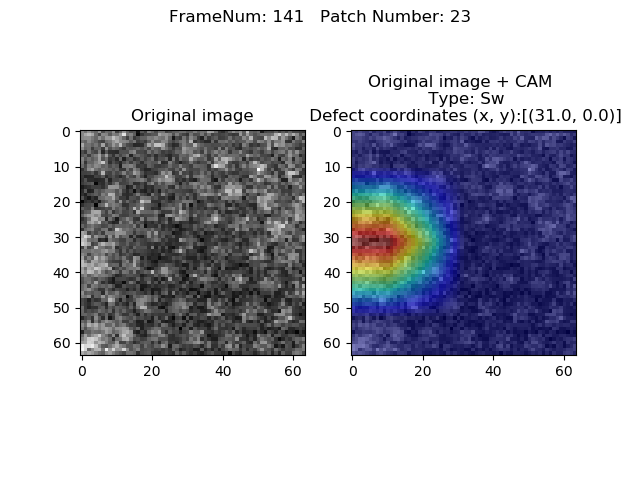 FrameNum: 141   Patch Number: 23
Original image
0
10
20
30
40
50
60
0 20 40 60
Original image + CAM
Type: Sw
Defect coordinates (x, y):[(31.0, 0.0)]
0
10
20
30
40
50
60
0 20 40 60